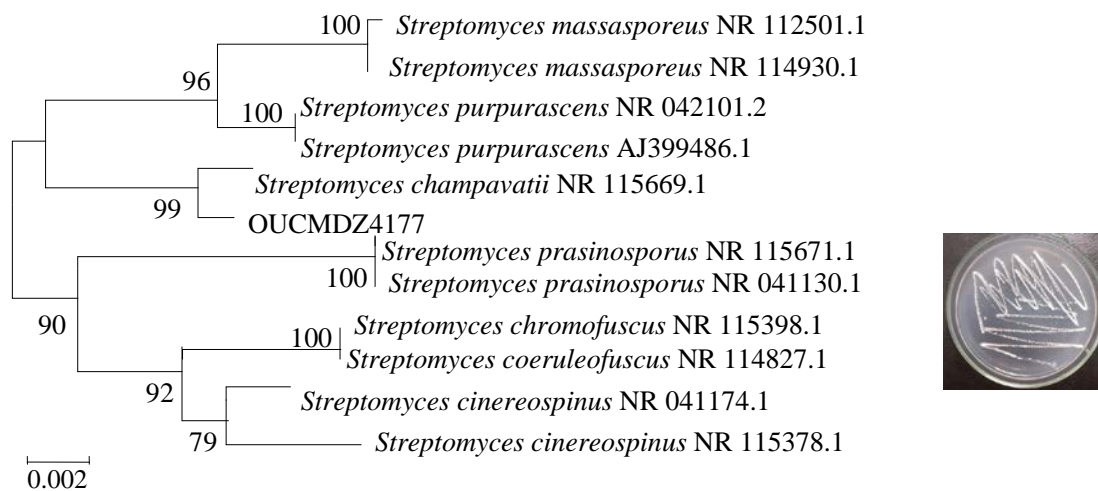 100
Streptomyces massasporeus NR 112501.1
Streptomyces massasporeus NR 114930.1
96
100
Streptomyces purpurascens NR 042101.2
Streptomyces purpurascens AJ399486.1
Streptomyces champavatii NR 115669.1
99
OUCMDZ4177
Streptomyces prasinosporus NR 115671.1
100
Streptomyces prasinosporus NR 041130.1
90
Streptomyces chromofuscus NR 115398.1
100
Streptomyces coeruleofuscus NR 114827.1
92
Streptomyces cinereospinus NR 041174.1
79
Streptomyces cinereospinus NR 115378.1
0.002